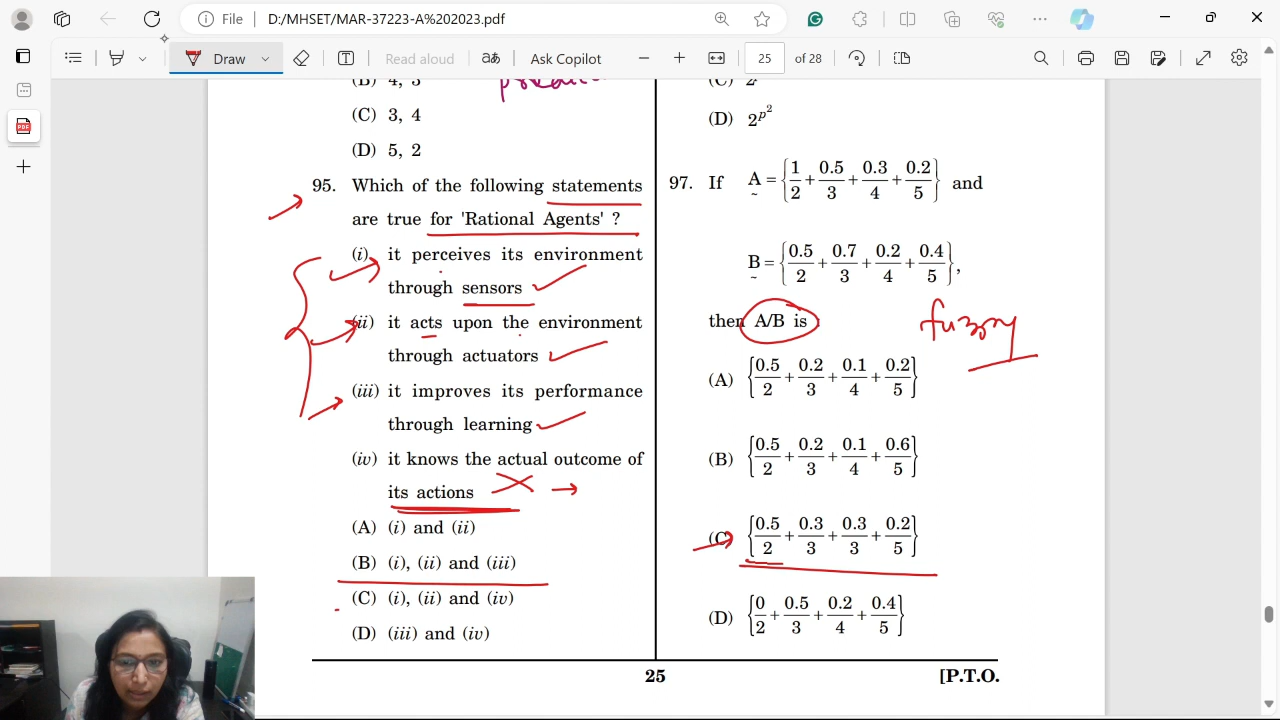 File D:/MHSET/MAR-37223-A%202023.pdf
Draw Read aloud aあ Ask Copilot 25 of 28
(B) 4, 3
(C) 3, 4
(D) 5, 2
95. Which of the following statements
are true for 'Rational Agents' ?
(i) it perceives its environment
through sensors
(ii) it acts upon the environment
through actuators
(iii) it improves its performance
through learning
(iv) it knows the actual outcome of
its actions
(A) (i) and (ii)
(B) (i), (ii) and (iii)
(C) (i), (ii) and (iv)
(D) (iii) and (iv)
(D) 2^{p^2}
97. If A = {1/2 + 0.5/3 + 0.3/4 + 0.2/5} and
B = {0.5/2 + 0.7/3 + 0.2/4 + 0.4/5},
then A/B is :
fuzzy
(A) {0.5/2 + 0.2/3 + 0.1/4 + 0.2/5}
(B) {0.5/2 + 0.2/3 + 0.1/4 + 0.6/5}
(C) {0.5/2 + 0.3/3 + 0.3/3 + 0.2/5}
(D) {0/2 + 0.5/3 + 0.2/4 + 0.4/5}
25
[P.T.O.